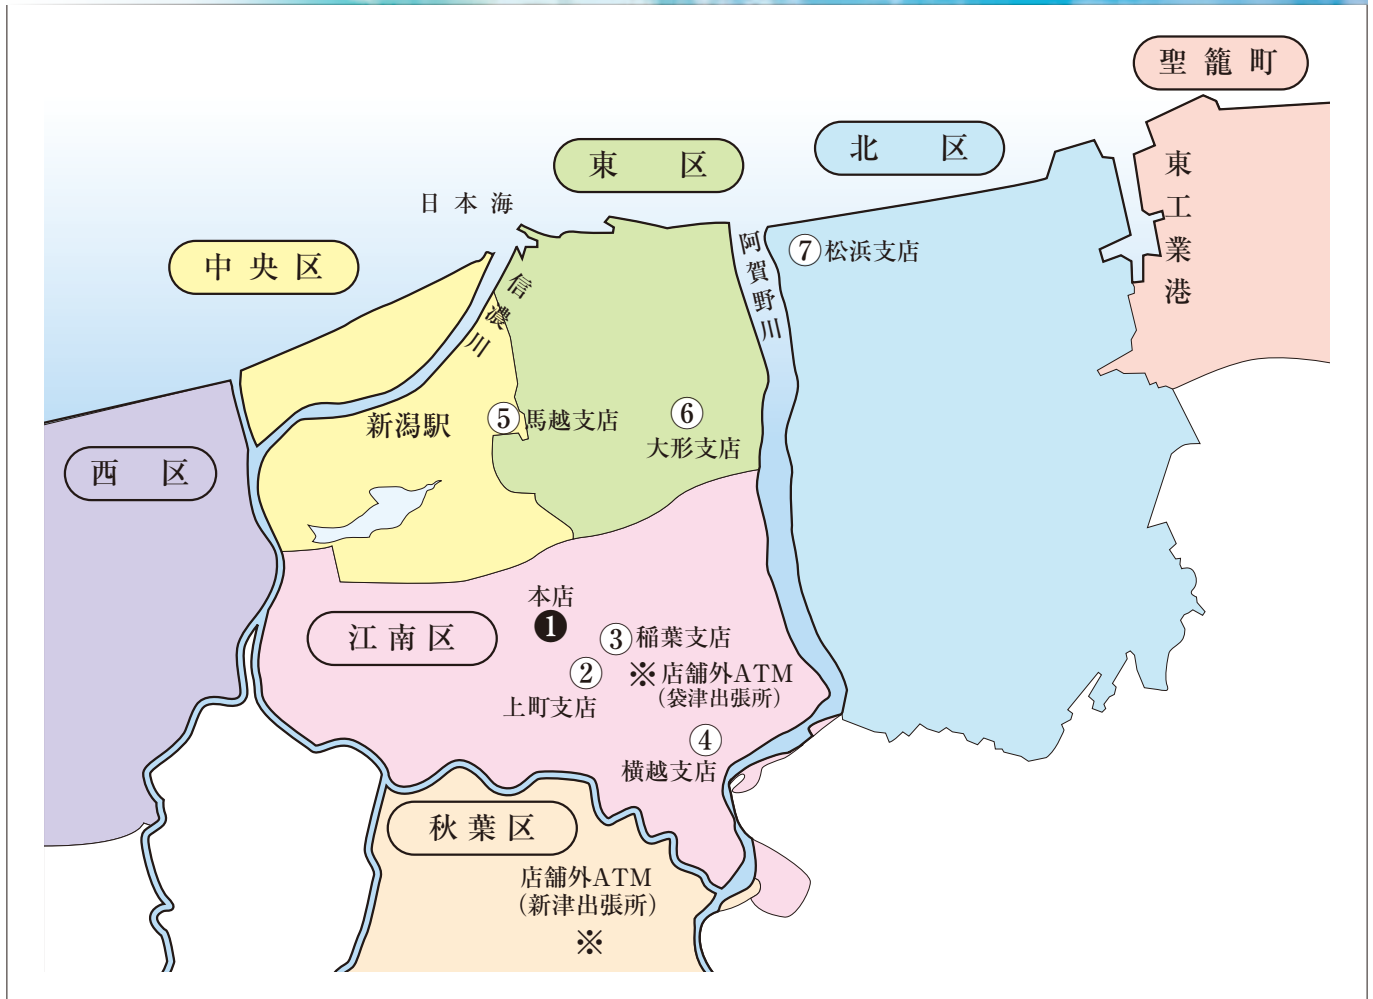 聖籠町
北区
東区
日本海
中央区
東工業港
阿賀野川
⑦松浜支店
信濃川
新潟駅
⑤馬越支店
⑥
大形支店
西区
本店
❶
江南区
③稲葉支店
②
※店舗外ATM
(袋津出張所)
上町支店
④
横越支店
秋葉区
店舗外ATM
(新津出張所)
※